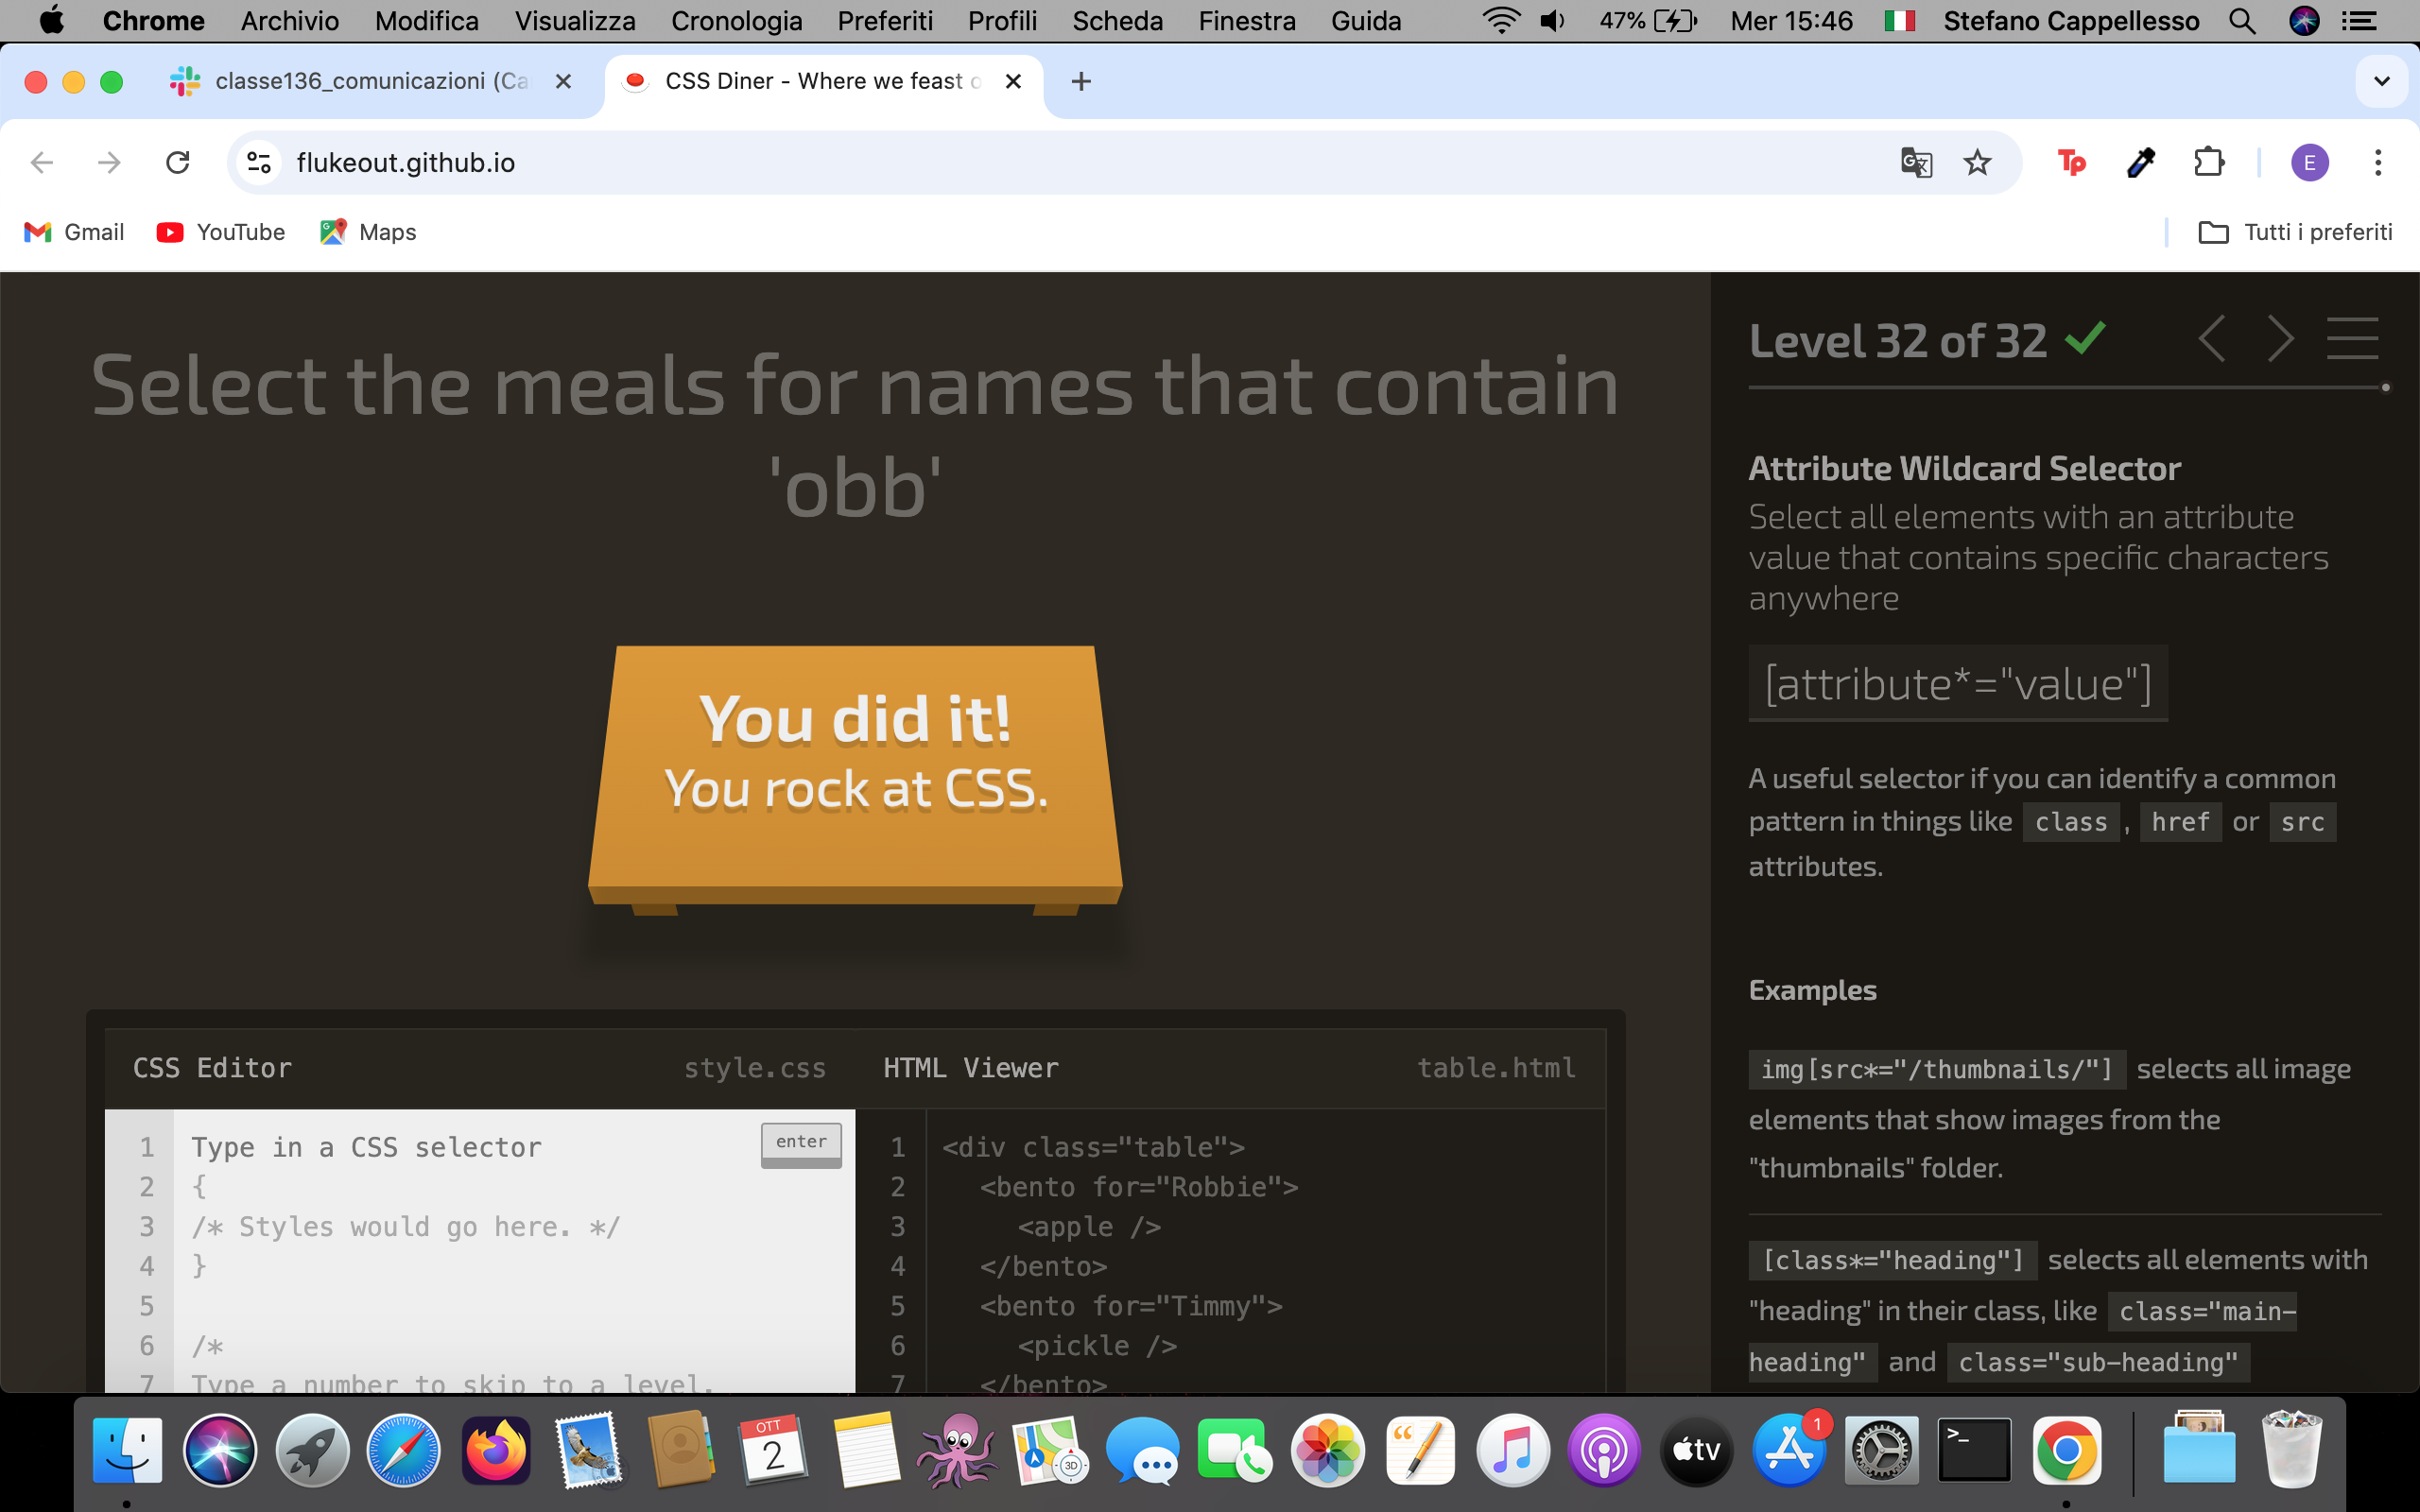 Chrome Archivio Modifica Visualizza Cronologia Preferiti Profili Scheda Finestra Guida 47% Mer 15:46 Stefano Cappellesso
classe136_comunicazioni (Ca
CSS Diner - Where we feast o
flukeout.github.io
Tp
E
Gmail YouTube Maps Tutti i preferiti
Select the meals for names that contain
'obb'
You did it!
You rock at CSS.
CSS Editor style.css
1 Type in a CSS selector
enter
2 {
3 /* Styles would go here. */
4 }
5
6 /*
7 Type a number to skip to a level.
HTML Viewer table.html
1 <div class="table">
2 <bento for="Robbie">
3 <apple />
4 </bento>
5 <bento for="Timmy">
6 <pickle />
7 </bento>
Level 32 of 32
Attribute Wildcard Selector
Select all elements with an attribute
value that contains specific characters
anywhere
[attribute*="value"]
A useful selector if you can identify a common
pattern in things like class , href or src
attributes.
Examples
img[src*="/thumbnails/"] selects all image
elements that show images from the
"thumbnails" folder.
[class*="heading"] selects all elements with
"heading" in their class, like class="main-
heading" and class="sub-heading"
OTT
2
3D
tv
1
>_